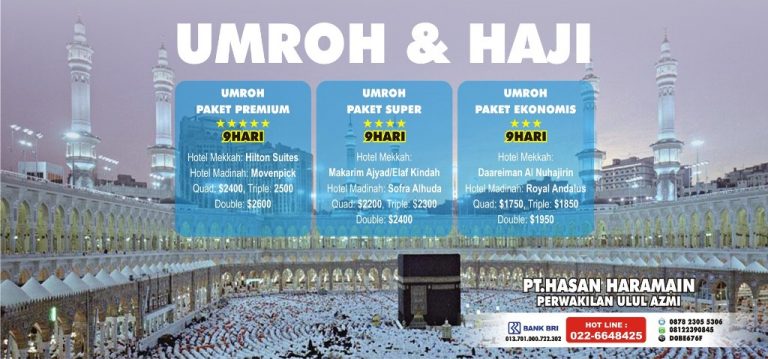 UMROH & HAJI
UMROH
PAKET PREMIUM
★★★★★
9HARI
Hotel Mekkah: Hilton Suites
Hotel Madinah: Movenpick
Quad: $2400, Triple: 2500
Double: $2600
UMROH
PAKET SUPER
★★★★
9HARI
Hotel Mekkah:
Makarim Ajyad/Elaf Kindah
Hotel Madinah: Sofra Alhuda
Quad: $2200, Triple: $2300
Double: $2400
UMROH
PAKET EKONOMIS
★★★
9HARI
Hotel Mekkah:
Daareiman Al Nuhajirin
Hotel Madinah: Royal Andalus
Quad: $1750, Triple: $1850
Double: $1950
PT.HASAN HARAMAIN
PERWAKILAN ULUL AZMI
BANK BRI
013.701.000.722.302
HOT LINE :
022-6648425
0878 2305 5306
08122390845
D0BE676F